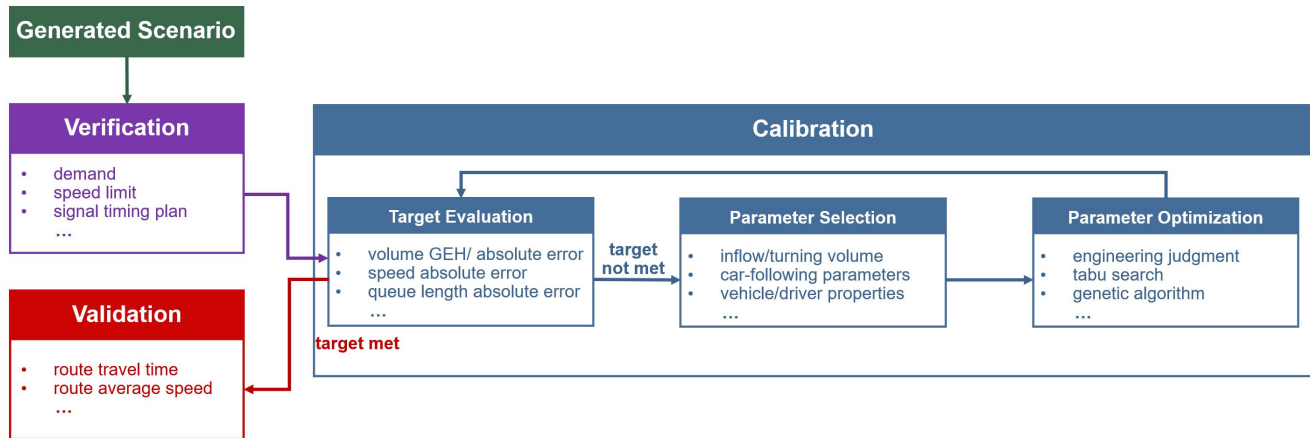 Generated Scenario
Verification
• demand
• speed limit
• signal timing plan
...
Calibration
Target Evaluation
• volume GEH/ absolute error
• speed absolute error
• queue length absolute error
...
target
not met
Parameter Selection
• inflow/turning volume
• car-following parameters
• vehicle/driver properties
...
Parameter Optimization
• engineering judgment
• tabu search
• genetic algorithm
...
target met
Validation
• route travel time
• route average speed
...